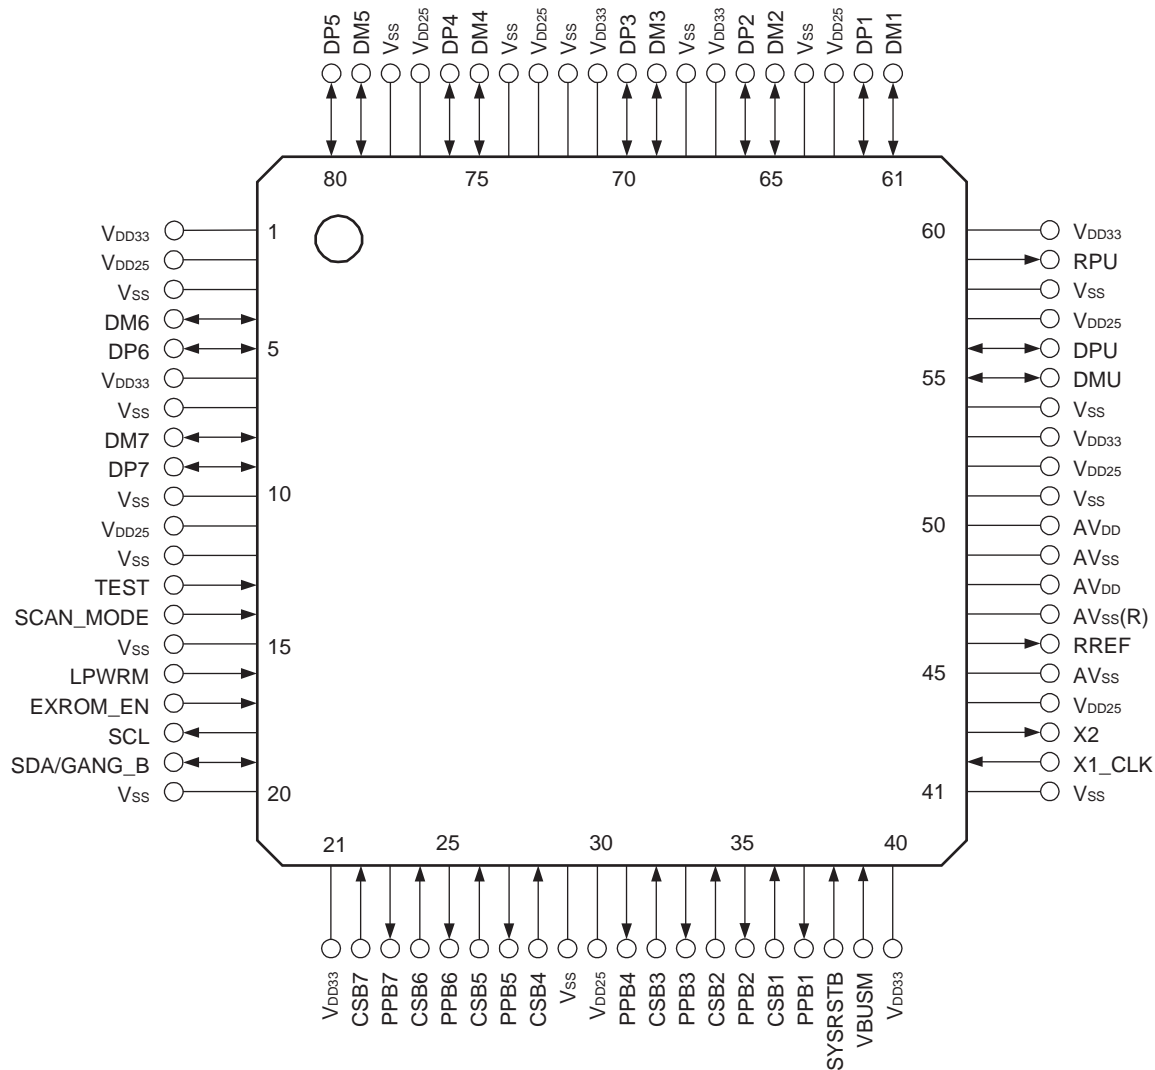 DP5
DM5
VSS
VDD25
DP4
DM4
VSS
VDD25
VSS
VDD33
DP3
DM3
VSS
VDD33
DP2
DM2
VSS
VDD25
DP1
DM1
80
75
70
65
61
VDD33
VDD25
VSS
DM6
DP6
VDD33
VSS
DM7
DP7
VSS
VDD25
VSS
TEST
SCAN_MODE
VSS
LPWRM
EXROM_EN
SCL
SDA/GANG_B
VSS
1
5
10
15
20
60
55
50
45
41
VDD33
RPU
VSS
VDD25
DPU
DMU
VSS
VDD33
VDD25
VSS
AVDD
AVSS
AVDD
AVSS(R)
RREF
AVSS
VDD25
X2
X1_CLK
VSS
21
25
30
35
40
VDD33
CSB7
PPB7
CSB6
PPB6
CSB5
PPB5
CSB4
VSS
VDD25
PPB4
CSB3
PPB3
CSB2
PPB2
CSB1
PPB1
SYSRSTB
VBUSM
VDD33